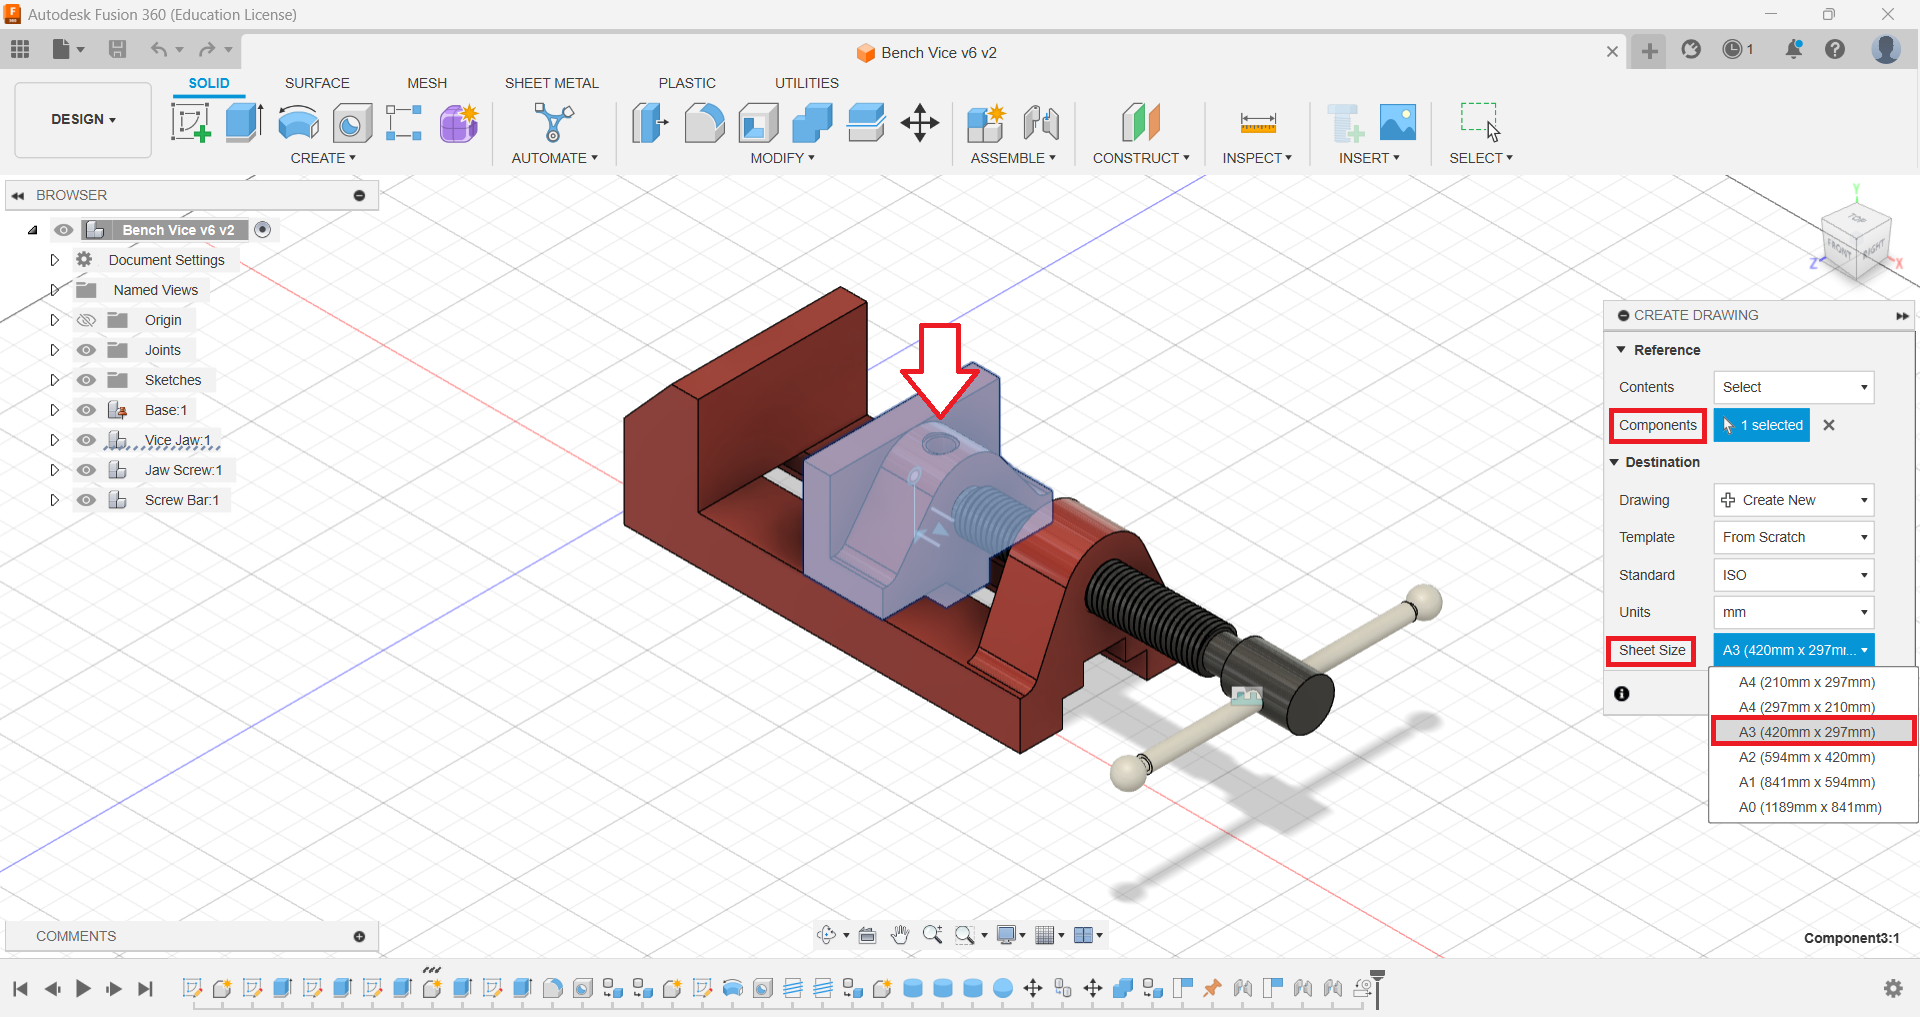 Autodesk Fusion 360 (Education License)
Bench Vice v6 v2
1
SOLID SURFACE MESH SHEET METAL PLASTIC UTILITIES
DESIGN
CREATE AUTOMATE MODIFY ASSEMBLE CONSTRUCT INSPECT INSERT SELECT
BROWSER
Bench Vice v6 v2
Document Settings
Named Views
Origin
Joints
Sketches
Base:1
Vice Jaw:1
Jaw Screw:1
Screw Bar:1
Y
TOP
FRONT
RIGHT
Z
X
CREATE DRAWING
Reference
Contents Select
Components 1 selected
Destination
Drawing Create New
Template From Scratch
Standard ISO
Units mm
Sheet Size A3 (420mm x 297m...
A4 (210mm x 297mm)
A4 (297mm x 210mm)
A3 (420mm x 297mm)
A2 (594mm x 420mm)
A1 (841mm x 594mm)
A0 (1189mm x 841mm)
COMMENTS
Component3:1